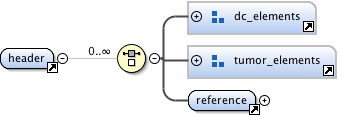 dc_elements
header
0..∞
tumor_elements
reference